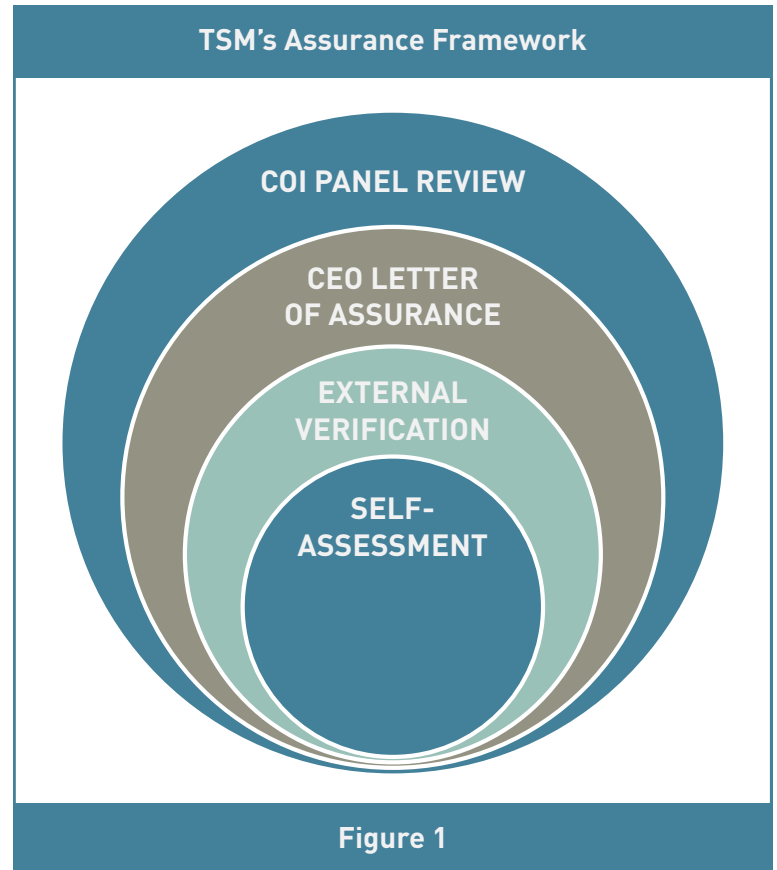 TSM's Assurance Framework
COI PANEL REVIEW
CEO LETTER
OF ASSURANCE
EXTERNAL
VERIFICATION
SELF-
ASSESSMENT
Figure 1